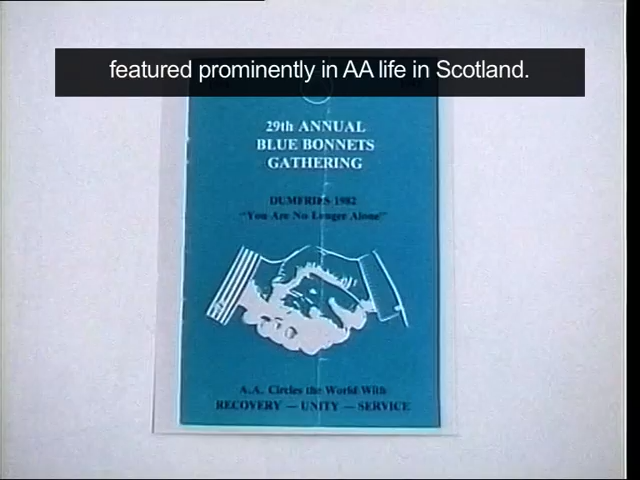 featured prominently in AA life in Scotland.
29th ANNUAL
BLUE BONNETS
GATHERING
DUMFRIES 1982
"You Are No Longer Alone"
A.A. Circles the World With
RECOVERY — UNITY — SERVICE